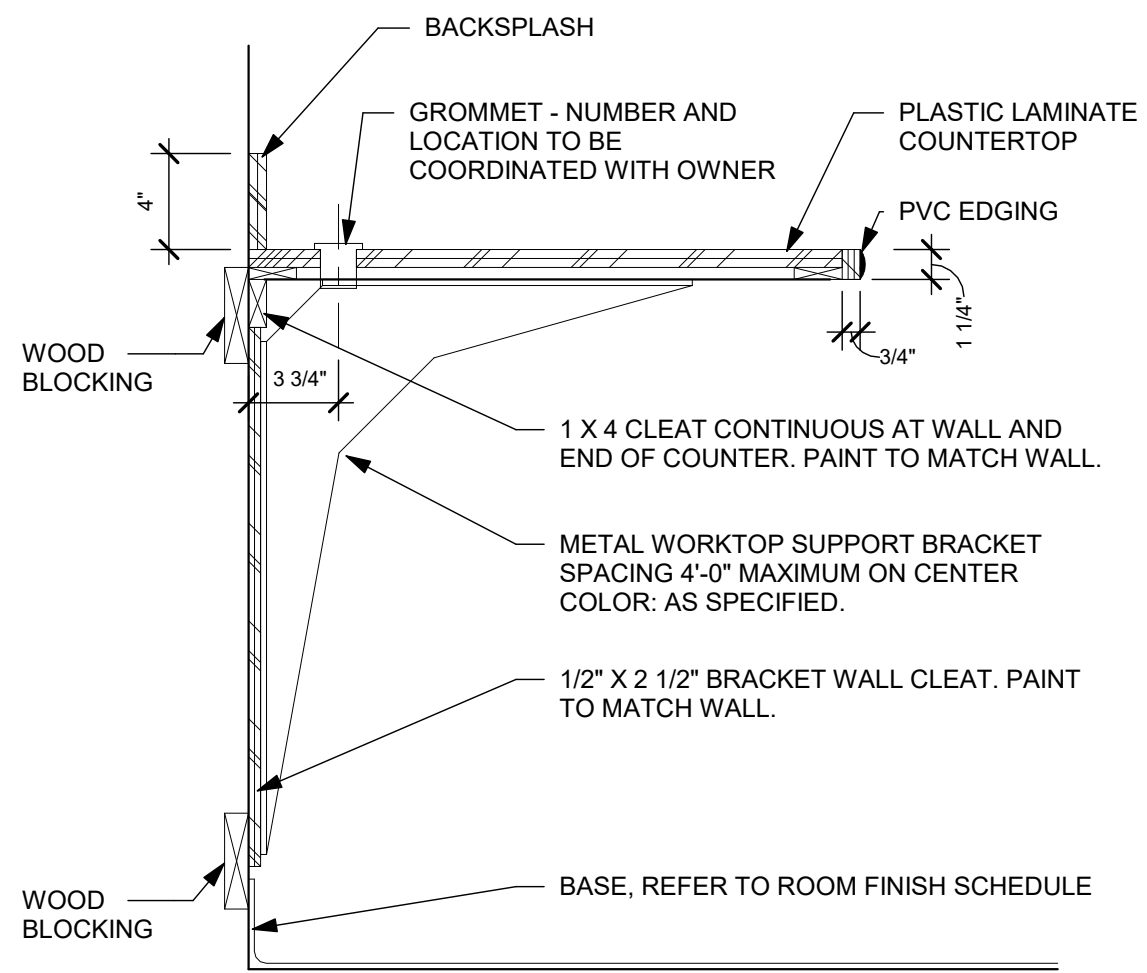 BACKSPLASH
GROMMET - NUMBER AND
LOCATION TO BE
COORDINATED WITH OWNER
PLASTIC LAMINATE
COUNTERTOP
PVC EDGING
4"
1 1/4"
3/4"
WOOD
BLOCKING
3 3/4"
1 X 4 CLEAT CONTINUOUS AT WALL AND
END OF COUNTER. PAINT TO MATCH WALL.
METAL WORKTOP SUPPORT BRACKET
SPACING 4'-0" MAXIMUM ON CENTER
COLOR: AS SPECIFIED.
1/2" X 2 1/2" BRACKET WALL CLEAT. PAINT
TO MATCH WALL.
BASE, REFER TO ROOM FINISH SCHEDULE
WOOD
BLOCKING